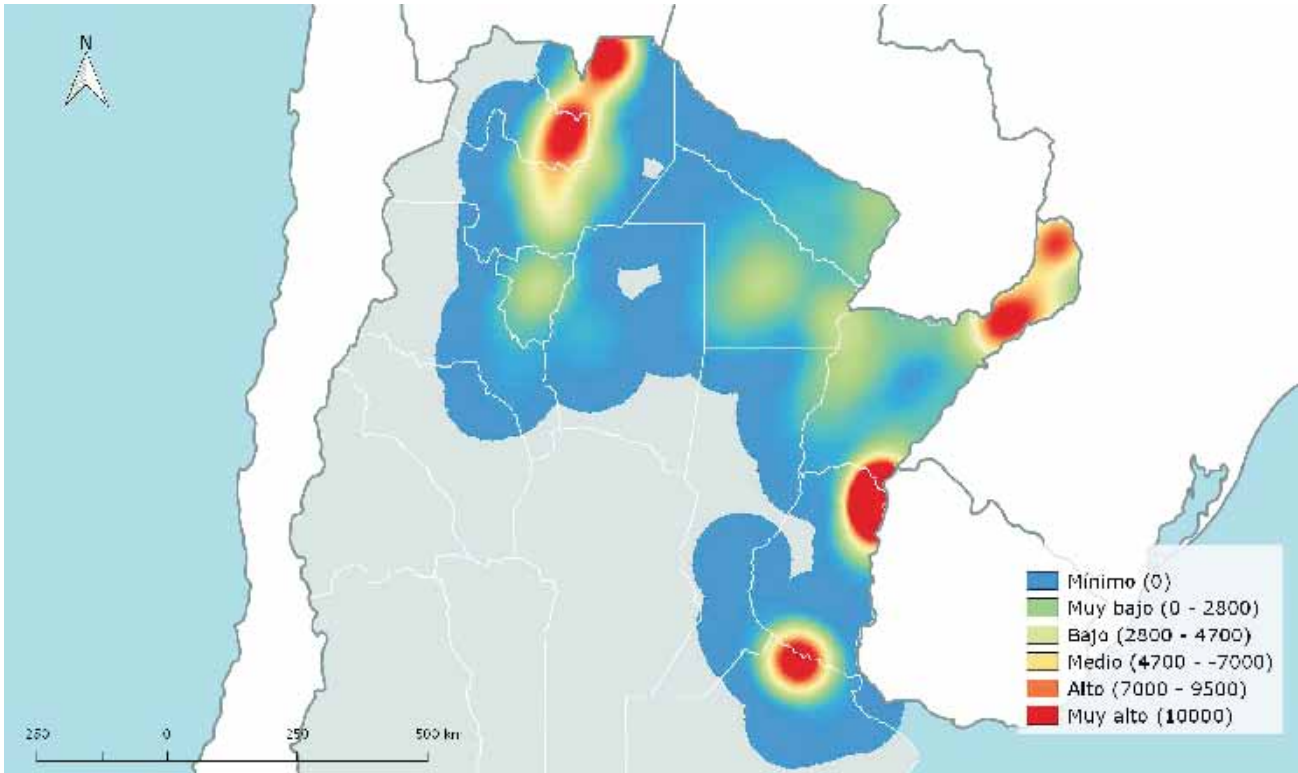 N
Mínimo (0)
Muy bajo (0 - 2800)
Bajo (2800 - 4700)
Medio (4700 - -7000)
Alto (7000 - 9500)
Muy alto (10000)
250 0 250 500 km